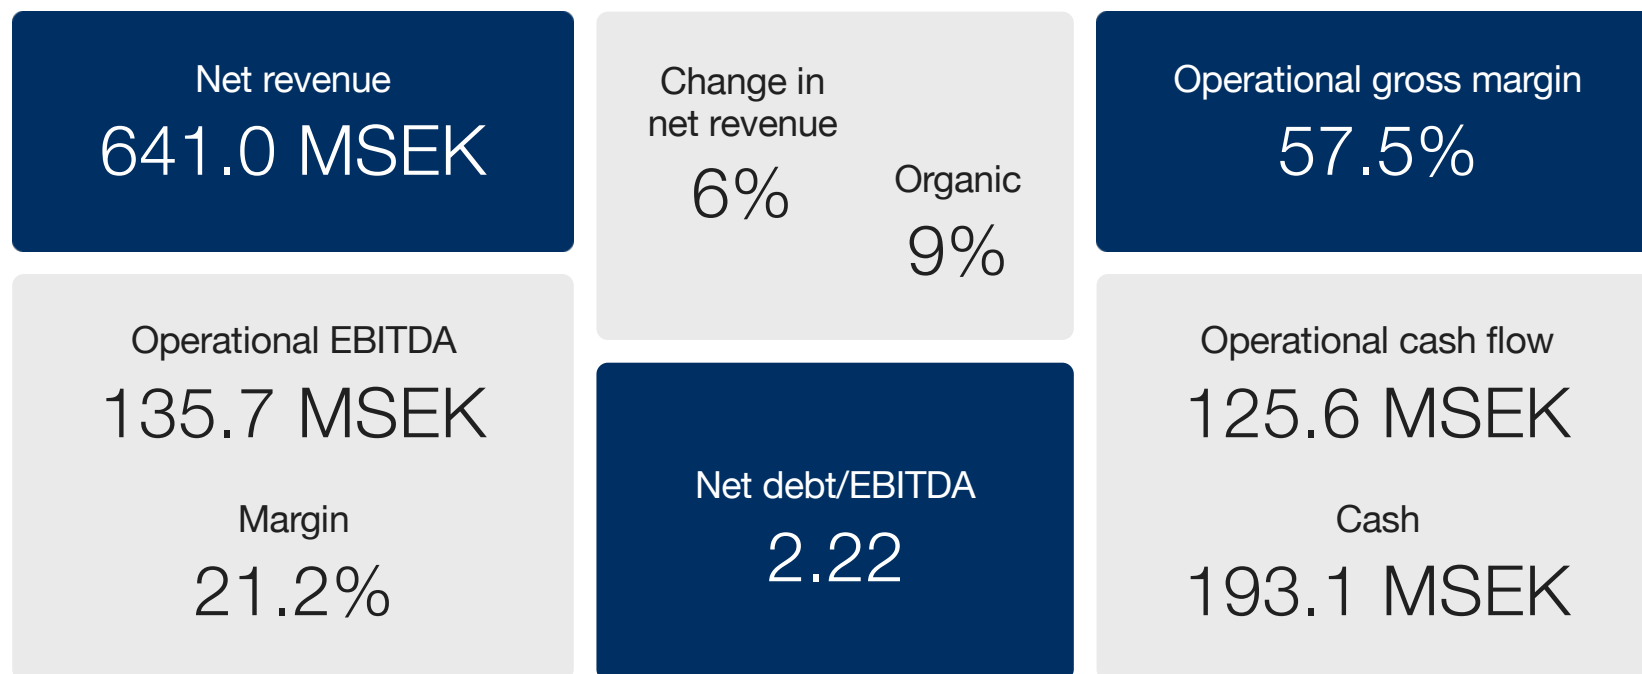 Net revenue
641.0 MSEK
Change in
net revenue
6%
Organic
9%
Operational gross margin
57.5%
Operational EBITDA
135.7 MSEK
Margin
21.2%
Net debt/EBITDA
2.22
Operational cash flow
125.6 MSEK
Cash
193.1 MSEK